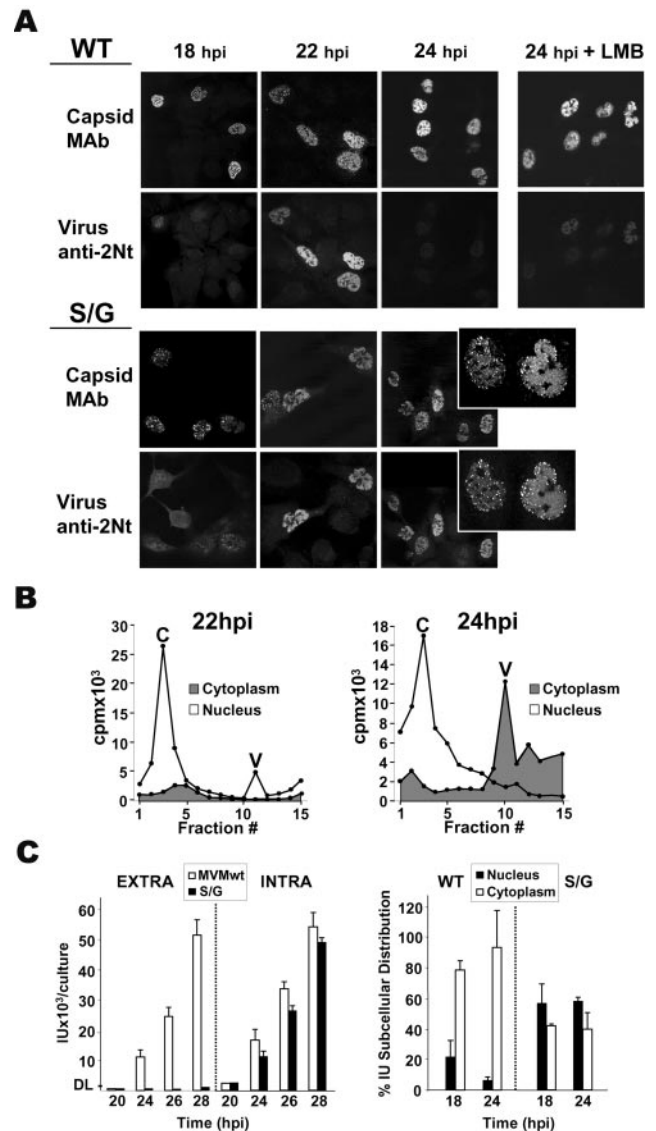 A
WT
18 hpi 22 hpi 24 hpi 24 hpi + LMB
Capsid
MAb
Virus
anti-2Nt
S/G
Capsid
MAb
Virus
anti-2Nt
B
22hpi
24hpi
cpmx10³
30
25
20
15
10
5
0
C
V
Cytoplasm
Nucleus
1 5 10 15
Fraction #
cpmx10³
18
16
14
12
10
8
6
4
2
0
C
V
Cytoplasm
Nucleus
1 5 10 15
Fraction #
C
EXTRA
MVMwt
S/G
INTRA
IUx10³/culture
60
50
40
30
20
10
DL
20 24 26 28 20 24 26 28
Time (hpi)
WT
Nucleus
Cytoplasm
S/G
% IU Subcellular Distribution
120
100
80
60
40
20
0
18 24 18 24
Time (hpi)